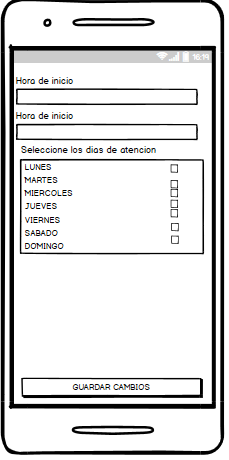 16:19
Hora de inicio
Hora de inicio
Seleccione los dias de atencion
LUNES
MARTES
MIERCOLES
JUEVES
VIERNES
SABADO
DOMINGO
GUARDAR CAMBIOS